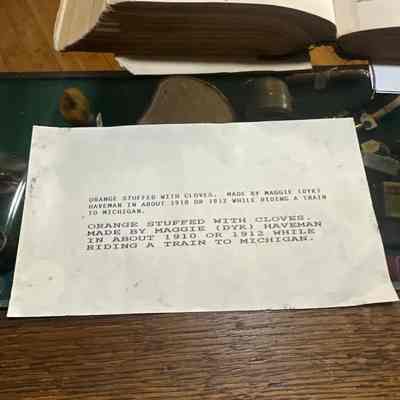 ORANGE STUFFED WITH CLOVES. MADE BY MAGGIE (DYK)
HAVEMAN IN ABOUT 1910 OR 1912 WHILE RIDING A TRAIN
TO MICHIGAN.
ORANGE STUFFED WITH CLOVES.
MADE BY MAGGIE (DYK) HAVEMAN
IN ABOUT 1910 OR 1912 WHILE
RIDING A TRAIN TO MICHIGAN.